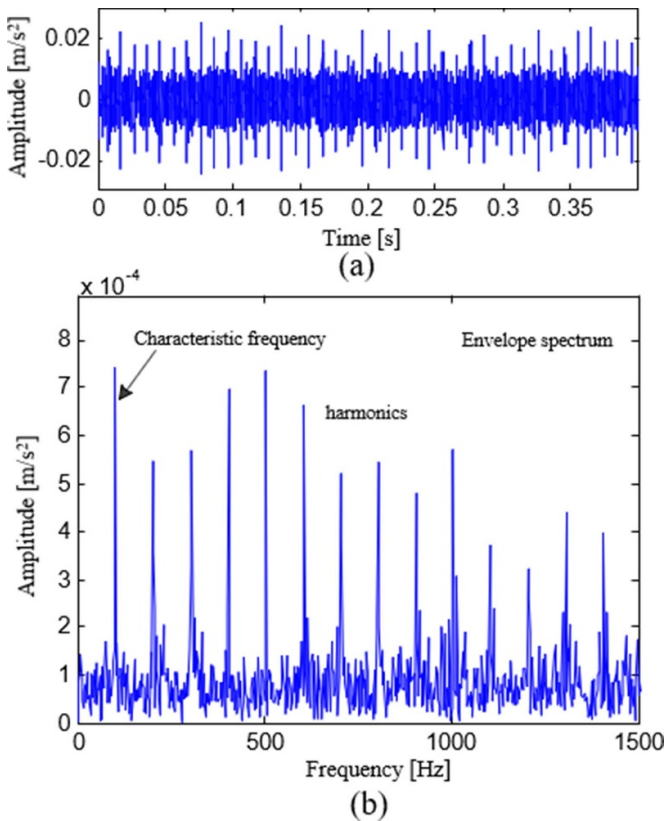 Amplitude [m/s²]
0.02
0
-0.02
0 0.05 0.1 0.15 0.2 0.25 0.3 0.35
Time [s]
(a)
x 10⁻⁴
Characteristic frequency
Envelope spectrum
harmonics
Amplitude [m/s²]
8
7
6
5
4
3
2
1
0
0 500 1000 1500
Frequency [Hz]
(b)